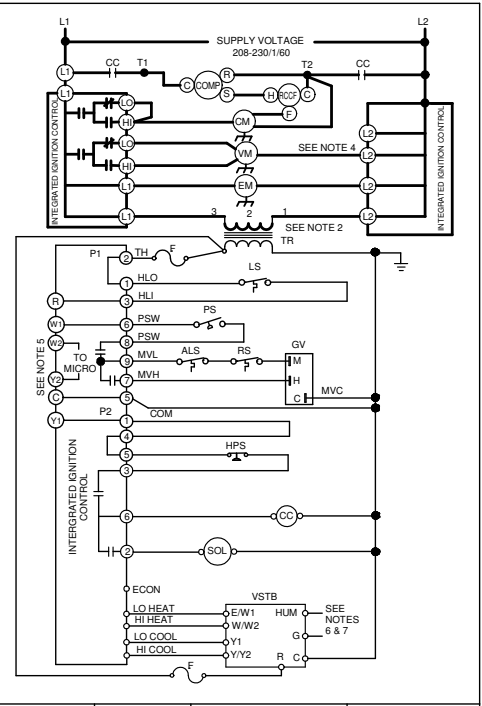 L1 L2
SUPPLY VOLTAGE
208-230/1/60
CC T1 T2 CC
L1 C COMP R S H RCCF C F
L1
INTEGRATED IGNITION CONTROL
LO
HI CM
LO
HI VM SEE NOTE 4 L2
L1 EM L2
L1 3 2 1 L2
L2
INTEGRATED IGNITION CONTROL
SEE NOTE 2
TR
P1 2 TH F
LS
1 HLO
R 3 HLI
PS
W1 6 PSW
W2 8 PSW
ALS RS GV
TO
MICRO
9 MVL M
7 MVH H
MVC
C
Y2
C 5
SEE NOTE 5
Y1 P2 1 COM
4
5 HPS
3
INTERGRATED IGNITION
CONTROL
6 CC
2 SOL
ECON
VSTB
LO HEAT E/W1 HUM SEE
HI HEAT W/W2 NOTES
LO COOL Y1 G 6 & 7
HI COOL Y/Y2
R C
F